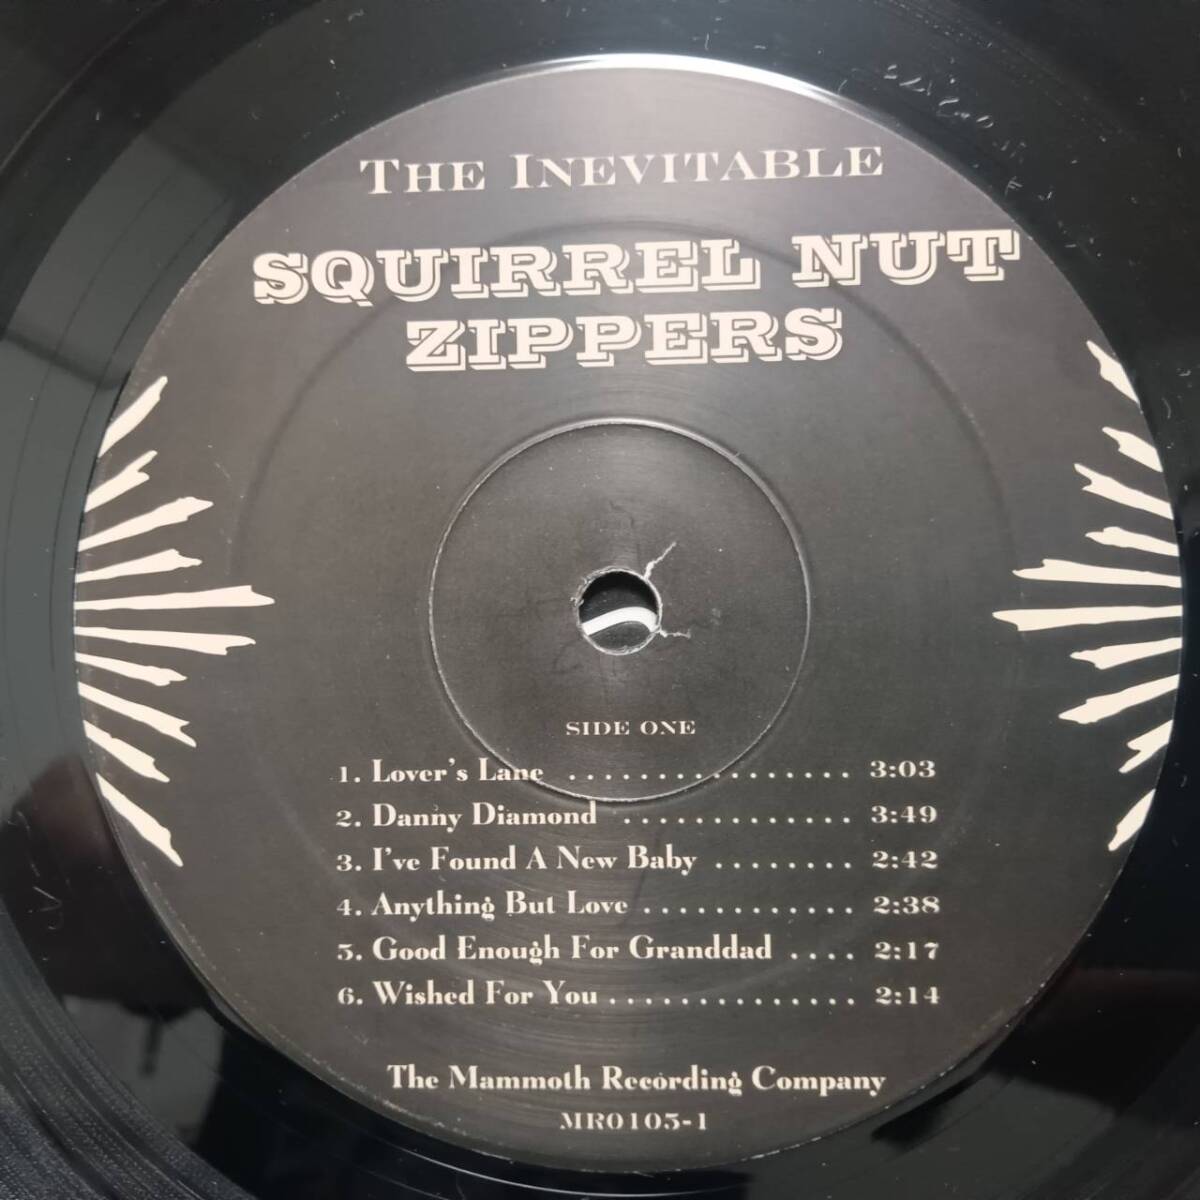 THE INEVITABLE
SQUIRREL NUT
ZIPPERS
SIDE ONE
1. Lover's Lane ................ 3:03
2. Danny Diamond ............. 3:49
3. I've Found A New Baby ........ 2:42
4. Anything But Love ............ 2:38
5. Good Enough For Granddad .... 2:17
6. Wished For You .............. 2:14
The Mammoth Recording Company
MR0105-1